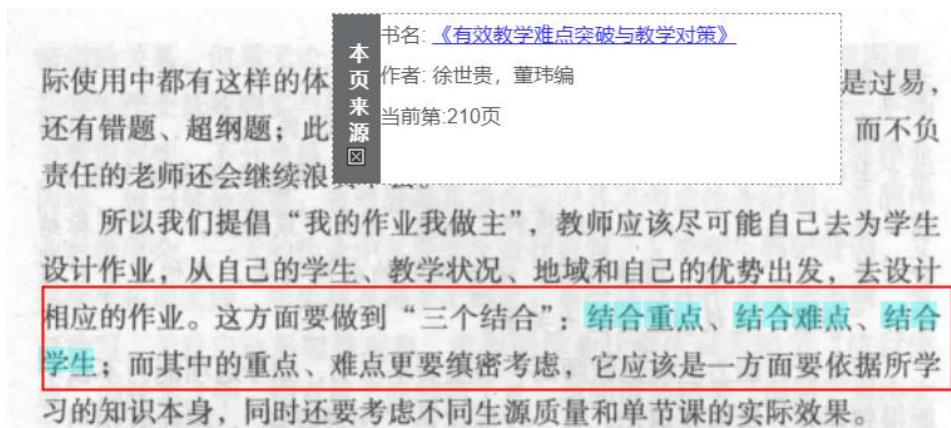 本页来源
书名:《有效教学难点突破与教学对策》
作者: 徐世贵，董玮编
当前第:210页
际使用中都有这样的体 是过易，
还有错题、超纲题；此 而不负
责任的老师还会继续浪
所以我们提倡“我的作业我做主”，教师应该尽可能自己去为学生
设计作业，从自己的学生、教学状况、地域和自己的优势出发，去设计
相应的作业。这方面要做到“三个结合”：结合重点、结合难点、结合
学生；而其中的重点、难点更要缜密考虑，它应该是一方面要依据所学
习的知识本身，同时还要考虑不同生源质量和单节课的实际效果。